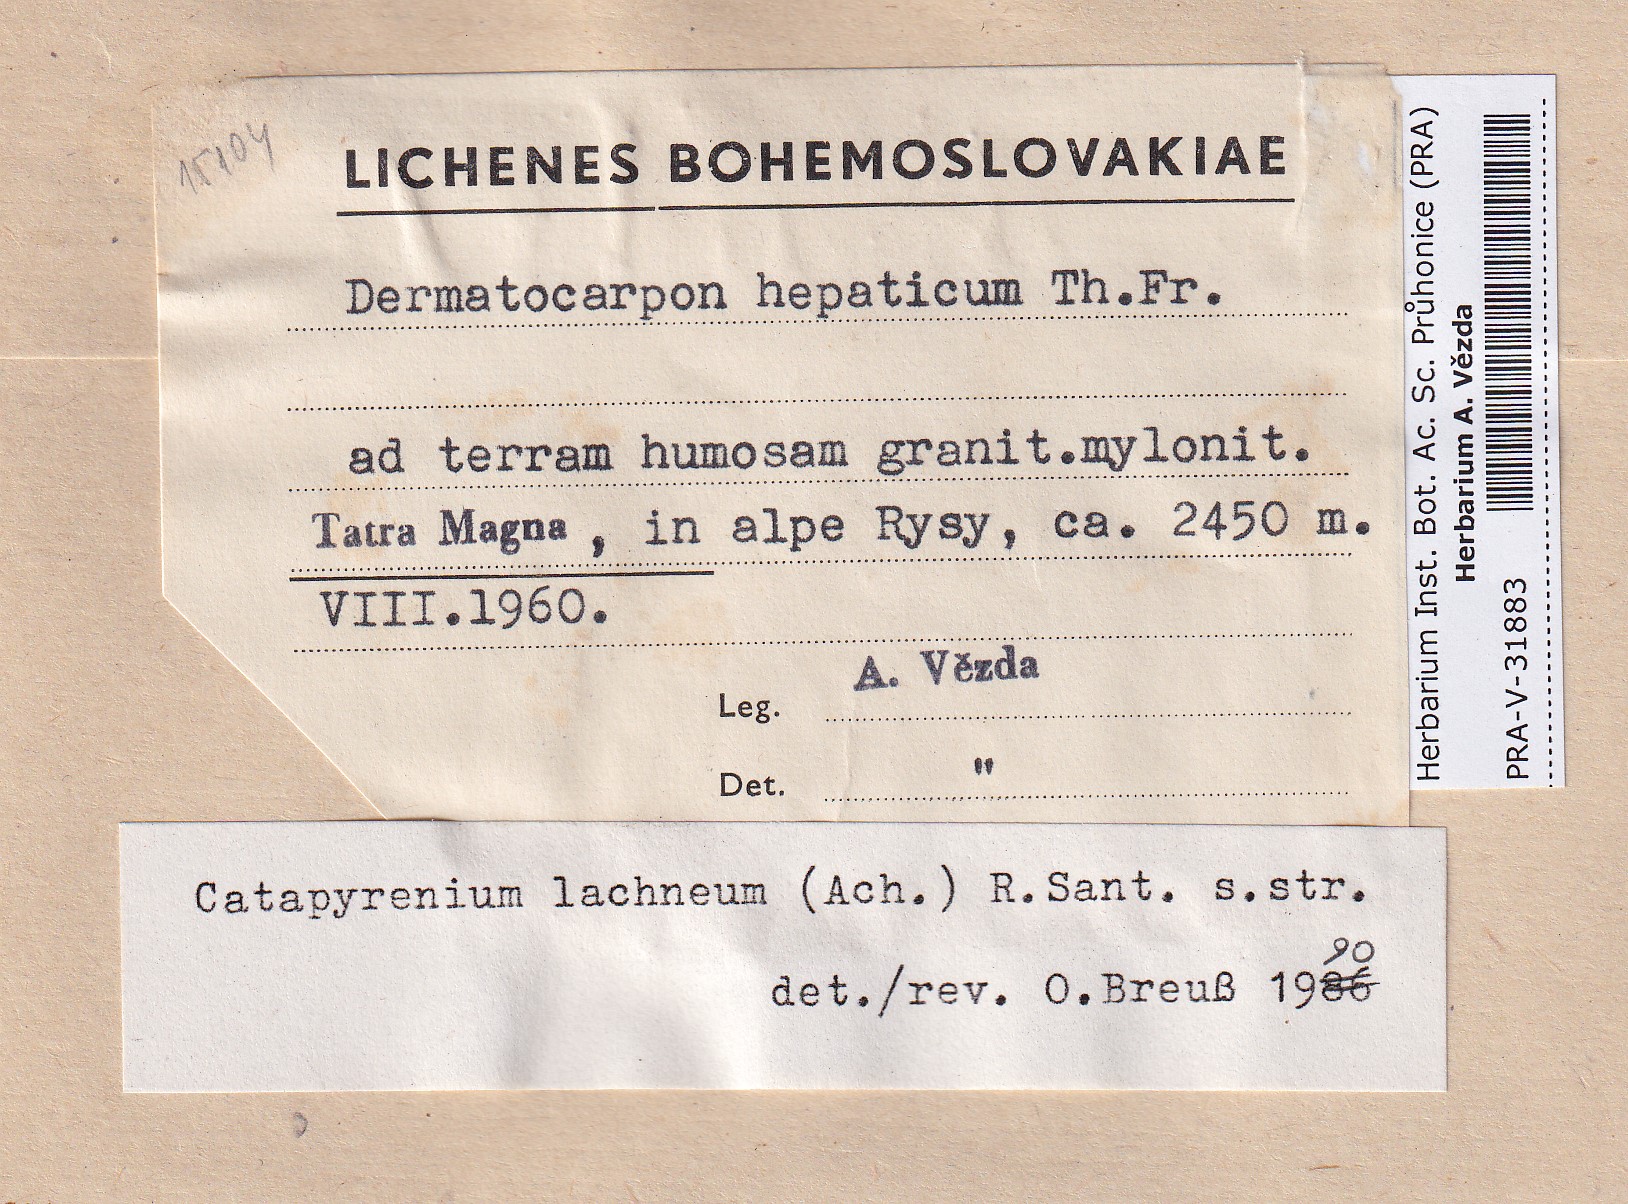 15104
LICHENES BOHEMOSLOVAKIAE
Dermatocarpon hepaticum Th.Fr.
ad terram humosam granit.mylonit.
Tatra Magna, in alpe Rysy, ca. 2450 m.
VIII.1960.
A. Vězda
Leg.
"
Det.
Herbarium Inst. Bot. Ac. Sc. Průhonice (PRA)
Herbarium A. Vězda
PRA-V-31883
Catapyrenium lachneum (Ach.) R.Sant. s.str.
90
det./rev. O.Breuß 1986